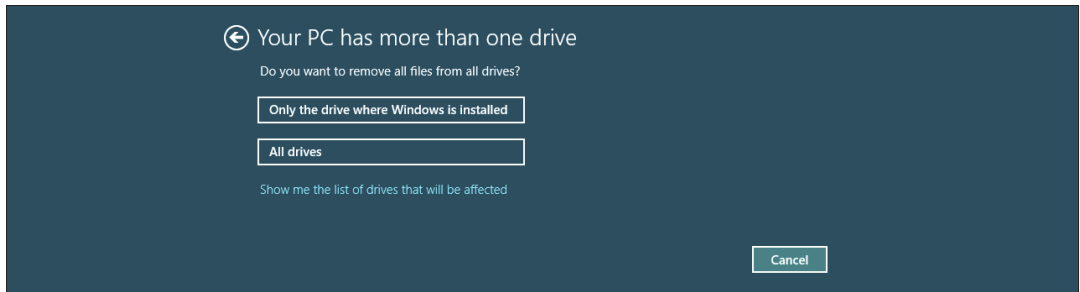 Your PC has more than one drive
Do you want to remove all files from all drives?
Only the drive where Windows is installed
All drives
Show me the list of drives that will be affected
Cancel